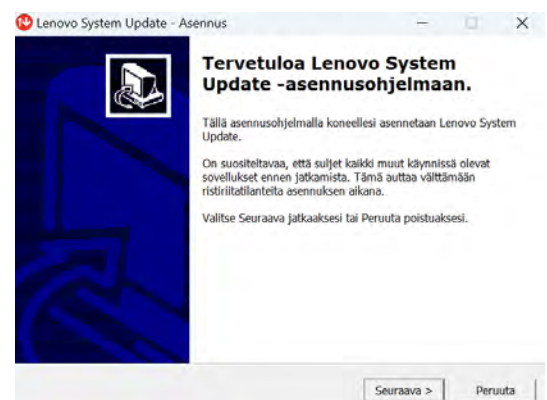 Lenovo System Update - Asennus
Tervetuloa Lenovo System
Update -asennusohjelmaan.
Tällä asennusohjelmalla koneellesi asennetaan Lenovo System
Update.
On suositeltavaa, että suljet kaikki muut käynnissä olevat
sovellukset ennen jatkamista. Tämä auttaa välttämään
ristiriitatilanteita asennuksen aikana.
Valitse Seuraava jatkaaksesi tai Peruuta poistuaksesi.
Seuraava > Peruuta